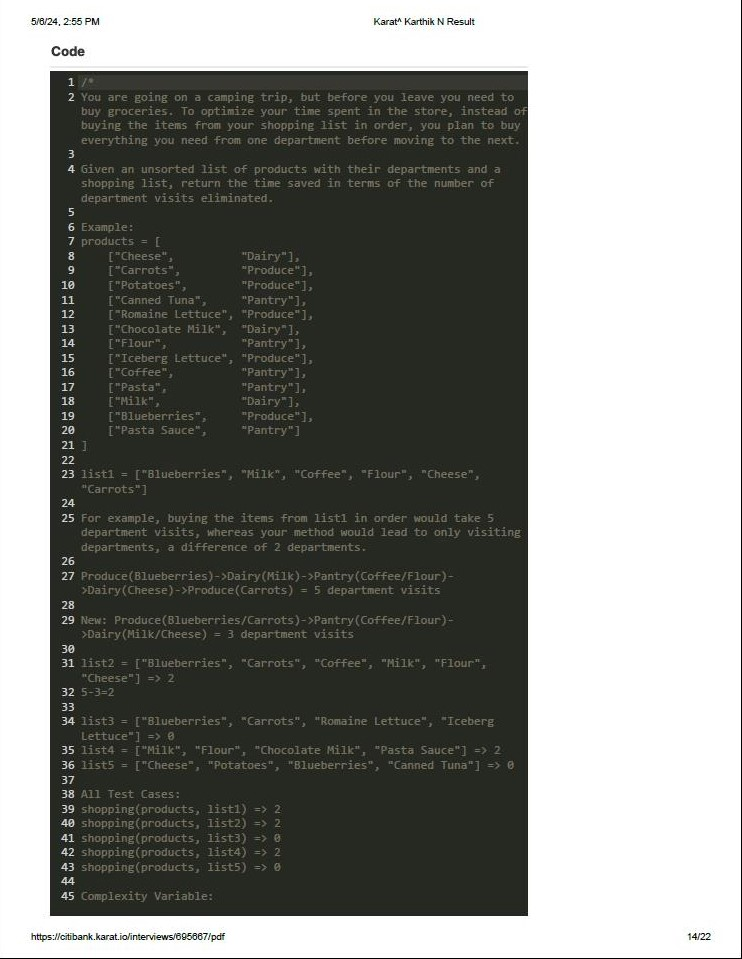 5/6/24, 2:55 PM
Karat^ Karthik N Result
Code
1 /*
2 You are going on a camping trip, but before you leave you need to
buy groceries. To optimize your time spent in the store, instead of
buying the items from your shopping list in order, you plan to buy
everything you need from one department before moving to the next.
3
4 Given an unsorted list of products with their departments and a
shopping list, return the time saved in terms of the number of
department visits eliminated.
5
6 Example:
7 products = [
8 ["Cheese", "Dairy"],
9 ["Carrots", "Produce"],
10 ["Potatoes", "Produce"],
11 ["Canned Tuna", "Pantry"],
12 ["Romaine Lettuce", "Produce"],
13 ["Chocolate Milk", "Dairy"],
14 ["Flour", "Pantry"],
15 ["Iceberg Lettuce", "Produce"],
16 ["Coffee", "Pantry"],
17 ["Pasta", "Pantry"],
18 ["Milk", "Dairy"],
19 ["Blueberries", "Produce"],
20 ["Pasta Sauce", "Pantry"]
21 ]
22
23 list1 = ["Blueberries", "Milk", "Coffee", "Flour", "Cheese",
"Carrots"]
24
25 For example, buying the items from list1 in order would take 5
department visits, whereas your method would lead to only visiting
departments, a difference of 2 departments.
26
27 Produce(Blueberries)->Dairy(Milk)->Pantry(Coffee/Flour)-
>Dairy(Cheese)->Produce(Carrots) = 5 department visits
28
29 New: Produce(Blueberries/Carrots)->Pantry(Coffee/Flour)-
>Dairy(Milk/Cheese) = 3 department visits
30
31 list2 = ["Blueberries", "Carrots", "Coffee", "Milk", "Flour",
"Cheese"] => 2
32 5-3=2
33
34 list3 = ["Blueberries", "Carrots", "Romaine Lettuce", "Iceberg
Lettuce"] => 0
35 list4 = ["Milk", "Flour", "Chocolate Milk", "Pasta Sauce"] => 2
36 list5 = ["Cheese", "Potatoes", "Blueberries", "Canned Tuna"] => 0
37
38 All Test Cases:
39 shopping(products, list1) => 2
40 shopping(products, list2) => 2
41 shopping(products, list3) => 0
42 shopping(products, list4) => 2
43 shopping(products, list5) => 0
44
45 Complexity Variable:
https://citibank.karat.io/interviews/695667/pdf
14/22